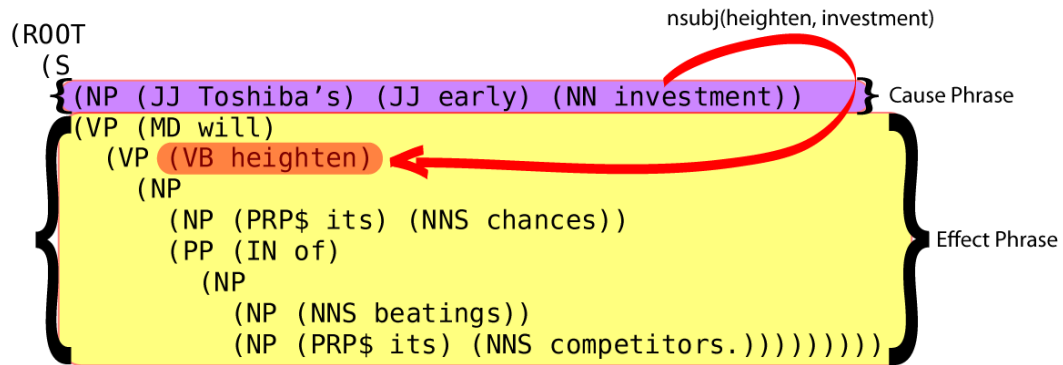 nsubj(heighten, investment)
(ROOT
(S
(NP (JJ Toshiba’s) (JJ early) (NN investment))
Cause Phrase
(VP (MD will)
(VP (VB heighten)
(NP
(NP (PRP$ its) (NNS chances))
(PP (IN of)
Effect Phrase
(NP
(NP (NNS beatings))
(NP (PRP$ its) (NNS competitors.)))))))))